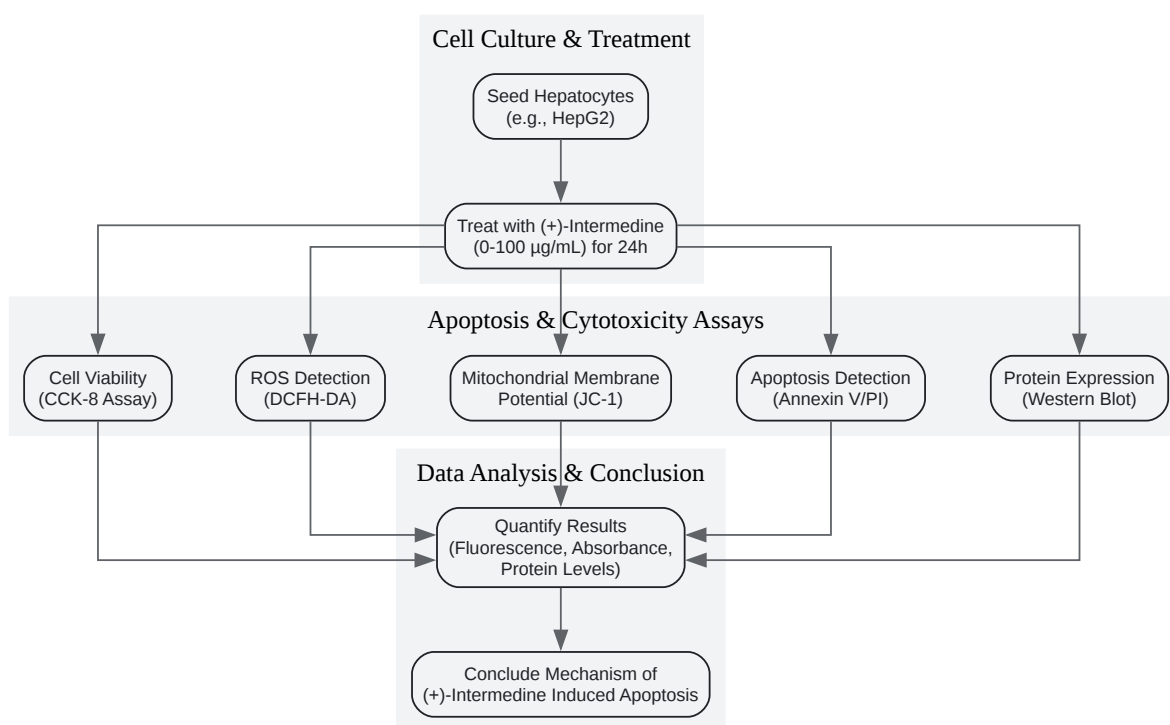 Cell Culture & Treatment
Seed Hepatocytes
(e.g., HepG2)
Treat with (+)-Intermedine
(0-100 µg/mL) for 24h
Apoptosis & Cytotoxicity Assays
Cell Viability
(CCK-8 Assay)
ROS Detection
(DCFH-DA)
Mitochondrial Membrane
Potential (JC-1)
Apoptosis Detection
(Annexin V/PI)
Protein Expression
(Western Blot)
Data Analysis & Conclusion
Quantify Results
(Fluorescence, Absorbance,
Protein Levels)
Conclude Mechanism of
(+)-Intermedine Induced Apoptosis